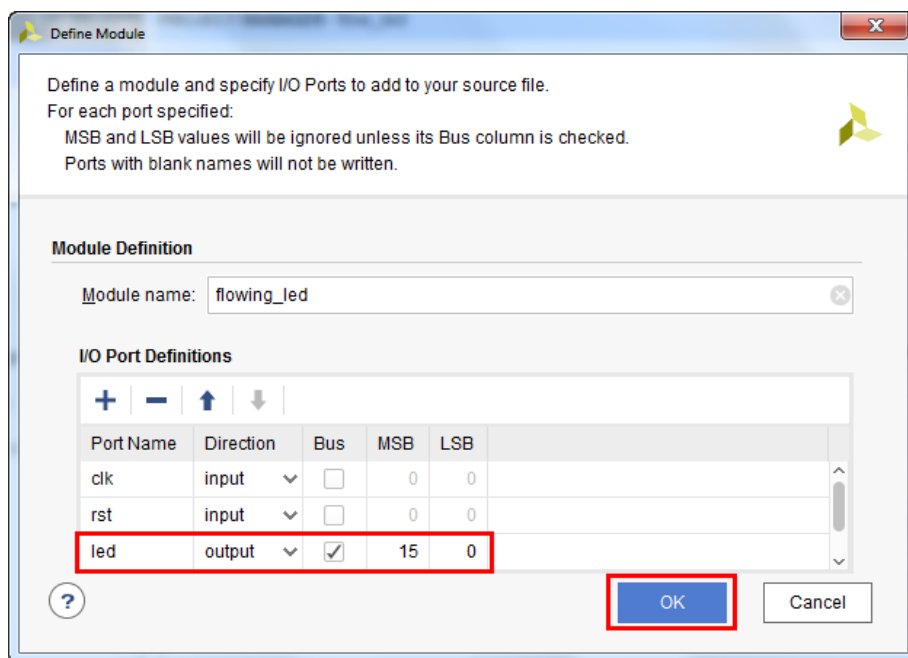 Define Module
Define a module and specify I/O Ports to add to your source file.
For each port specified:
MSB and LSB values will be ignored unless its Bus column is checked.
Ports with blank names will not be written.
Module Definition
Module name: flowing_led
I/O Port Definitions
Port Name Direction Bus MSB LSB
clk input 0 0
rst input 0 0
led output 15 0
? OK Cancel